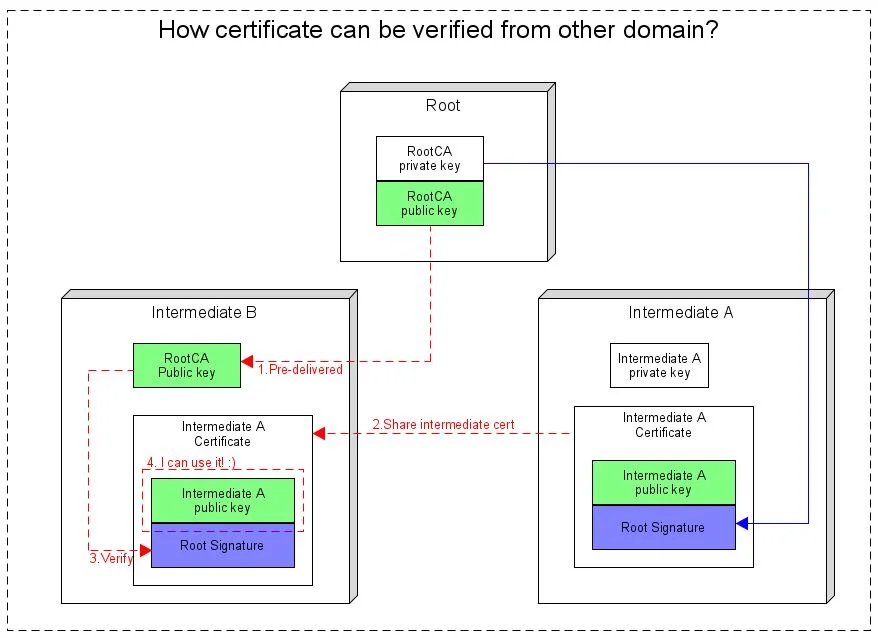 How certificate can be verified from other domain?
Root
RootCA
private key
RootCA
public key
Intermediate B
RootCA
Public key
1.Pre-delivered
Intermediate A
Certificate
4. I can use it! :)
Intermediate A
public key
Root Signature
3.Verify
2.Share intermediate cert
Intermediate A
Intermediate A
private key
Intermediate A
Certificate
Intermediate A
public key
Root Signature